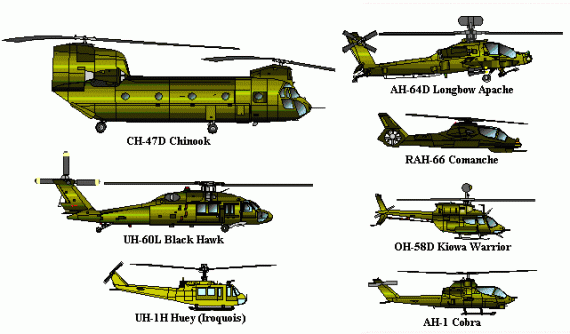 CH-47D Chinook
UH-60L Black Hawk
UH-1H Huey (Iroquois)
AH-64D Longbow Apache
RAH-66 Comanche
OH-58D Kiowa Warrior
AH-1 Cobra